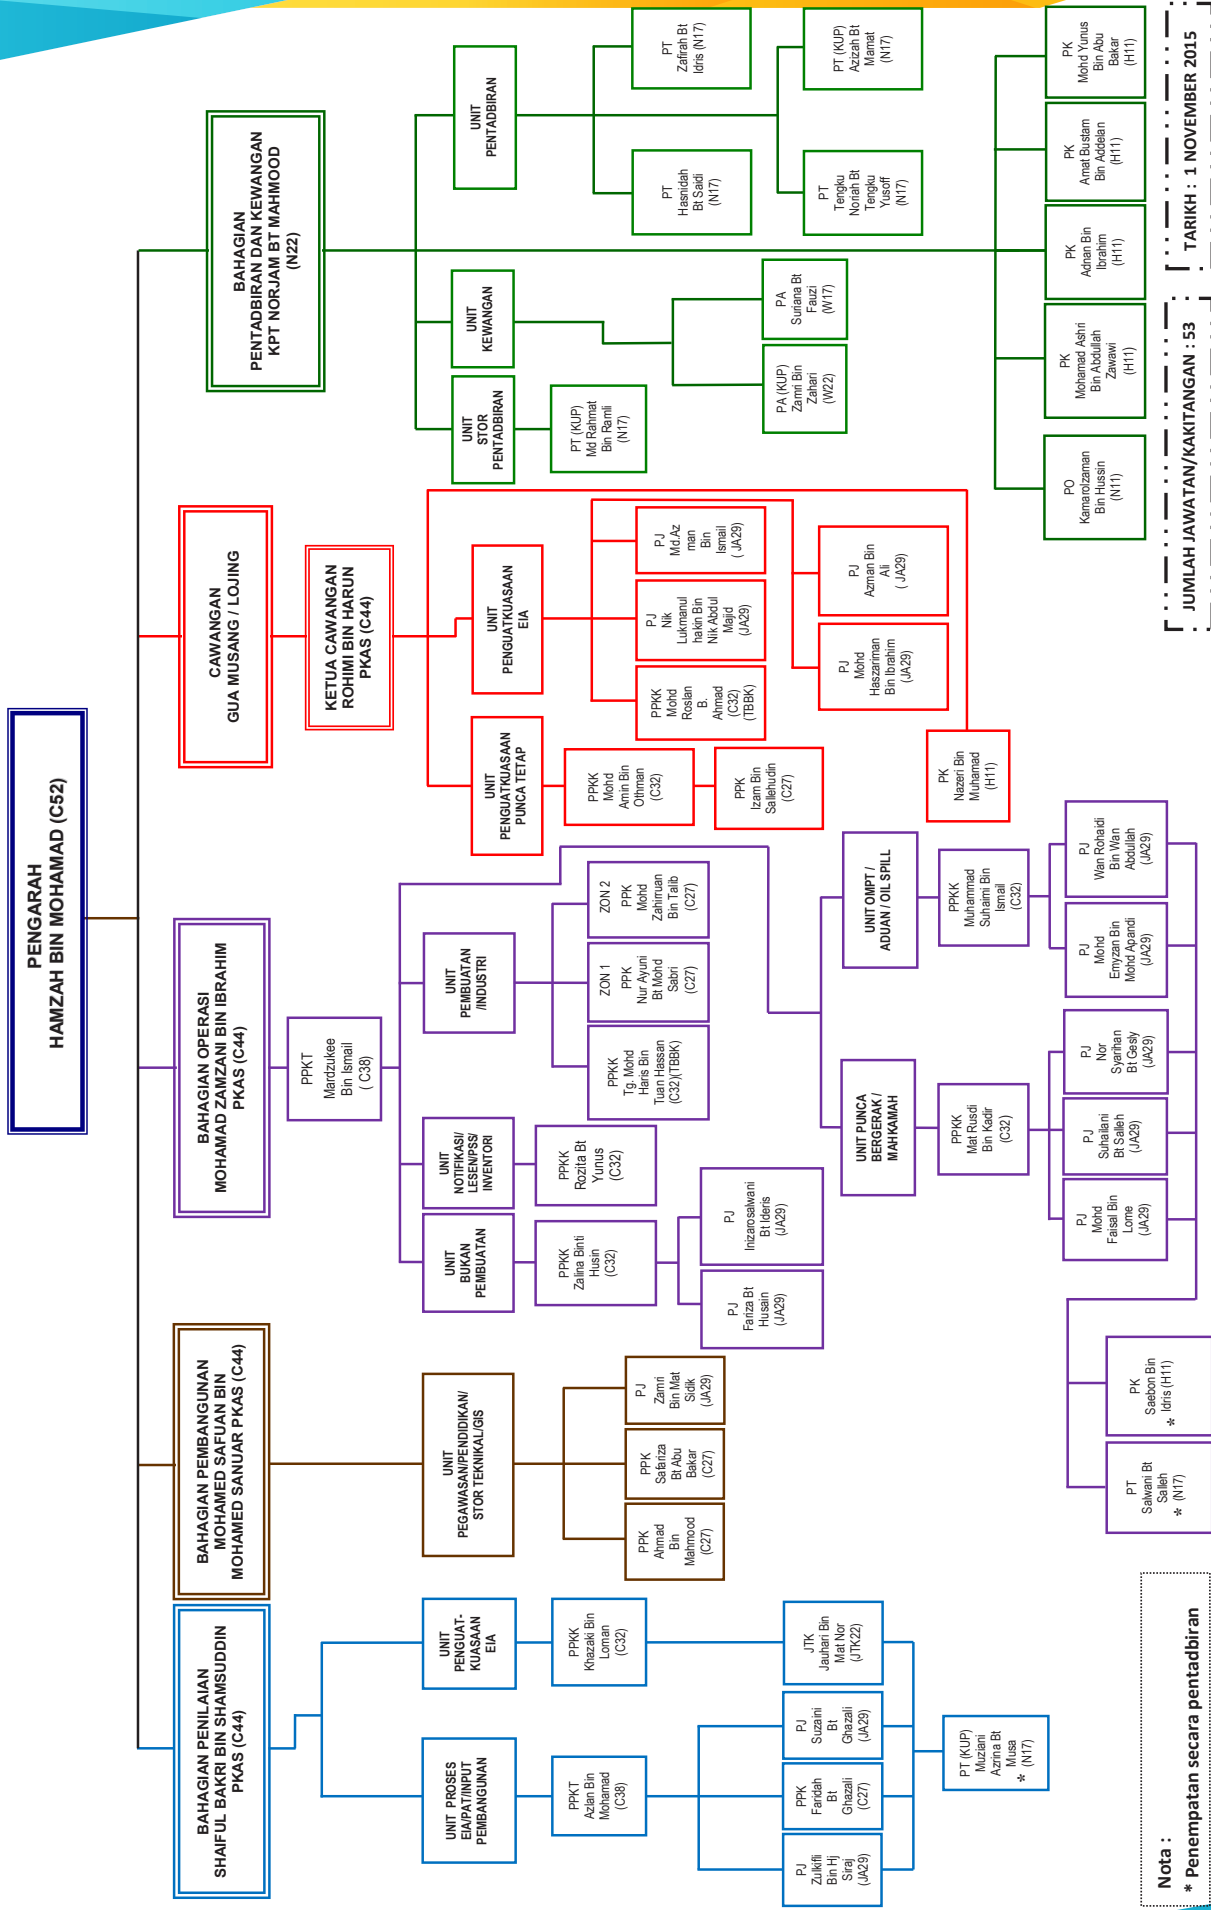 PENGARAH
HAMZAH BIN MOHAMAD (C52)
BAHAGIAN PENILAIAN
SHAIFUL BAKRI BIN SHAMSUDDIN
PKAS (C44)
BAHAGIAN PEMBANGUNAN
MOHAMED SAFUAN BIN
MOHAMED SANUAR PKAS (C44)
BAHAGIAN OPERASI
MOHAMAD ZAMZANI BIN IBRAHIM
PKAS (C44)
CAWANGAN
GUA MUSANG / LOJING
BAHAGIAN
PENTADBIRAN DAN KEWANGAN
KPT NORJAM BT MAHMOOD
(N22)
PPKT
Mardzukee
Bin Ismail
( C38)
KETUA CAWANGAN
ROHIMI BIN HARUN
PKAS (C44)
UNIT PROSES
EIA/PAT/INPUT
PEMBANGUNAN
UNIT
PENGUAT-
KUASAAN
EIA
UNIT
PEGAWASAN/PENDIDIKAN/
STOR TEKNIKAL/GIS
UNIT
BUKAN
PEMBUATAN
UNIT
NOTIFIKASI/
LESEN/PSS/
INVENTORI
UNIT
PEMBUATAN
/INDUSTRI
UNIT
PENGUATKUASAAN
PUNCA TETAP
UNIT
PENGUATKUASAAN
EIA
UNIT
STOR
PENTADBIRAN
UNIT
KEWANGAN
UNIT
PENTADBIRAN
PPKT
Azlan Bin
Mohamad
(C38)
PPKK
Khazaki Bin
Loman
(C32)
PPKK
Zalina Binti
Husin
(C32)
PPKK
Rozita Bt
Yunus
(C32)
PPKK
Tg. Mohd
Haris Bin
Tuan Hassan
(C32)(TBBK)
ZON 1
PPK
Nur Ayuni
Bt Mohd
Sabri
(C27)
ZON 2
PPK
Mohd
Zahirruan
Bin Talib
(C27)
PPKK
Mohd
Amin Bin
Othman
(C32)
PPKK
Mohd
Roslan
B.
Ahmad
(C32)
(TBBK)
PJ
Nik
Lukmanul
hakin Bin
Nik Abdul
Majid
(JA29)
PJ
Md.Az
man
Bin
Ismail
( JA29)
PT (KUP)
Md Rahmat
Bin Ramli
(N17)
PT
Hasnidah
Bt Saidi
(N17)
PT
Zafirah Bt
Idris (N17)
PPK
Ahmad
Bin
Mahmood
(C27)
PPK
Safariza
Bt Abu
Bakar
(C27)
PJ
Zamri
Bin Mat
Sidik
(JA29)
PJ
Zulkifli
Bin Hj
Siraj
(JA29)
PPK
Faridah
Bt
Ghazali
(C27)
PJ
Suzaini
Bt
Ghazali
(JA29)
JTK
Jauhari Bin
Mat Nor
(JTK22)
PJ
Fariza Bt
Husain
(JA29)
PJ
Inizarosalwani
Bt Ideris
(JA29)
PPK
Izam Bin
Sallehudin
(C27)
PJ
Mohd
Haszariman
Bin Ibrahim
(JA29)
PJ
Azman Bin
Ali
( JA29)
PA (KUP)
Zamri Bin
Zahari
(W22)
PA
Suriana Bt
Fauzi
(W17)
PT
Tengku
Noriah Bt
Tengku
Yusoff
(N17)
PT (KUP)
Azizah Bt
Mamat
(N17)
UNIT PUNCA
BERGERAK /
MAHKAMAH
UNIT OMPT /
ADUAN / OIL SPILL
PT (KUP)
Muziani
Azrina Bt
Musa
* (N17)
PPKK
Mat Rusdi
Bin Kadir
(C32)
PPKK
Muhammad
Suhaimi Bin
Ismail
(C32)
PK
Nazeri Bin
Muhamad
(H11)
PJ
Mohd
Faisal Bin
Lome
(JA29)
PJ
Suhailani
Bt Salleh
(JA29)
PJ
Nor
Syarihan
Bt Gesly
(JA29)
PJ
Mohd
Emyzan Bin
Mohd Apandi
(JA29)
PJ
Wan Rohaidi
Bin Wan
Abdullah
(JA29)
PO
Kamarolzaman
Bin Hussin
(N11)
PK
Mohamad Ashri
Bin Abdullah
Zawawi
(H11)
PK
Adnan Bin
Ibrahim
(H11)
PK
Amat Bustam
Bin Addelan
(H11)
PK
Mohd Yunus
Bin Abu
Bakar
(H11)
PT
Salwani Bt
Salleh
* (N17)
PK
Saebon Bin
* Idris (H11)
Nota :
* Penempatan secara pentadbiran
JUMLAH JAWATAN/KAKITANGAN : 53
TARIKH : 1 NOVEMBER 2015